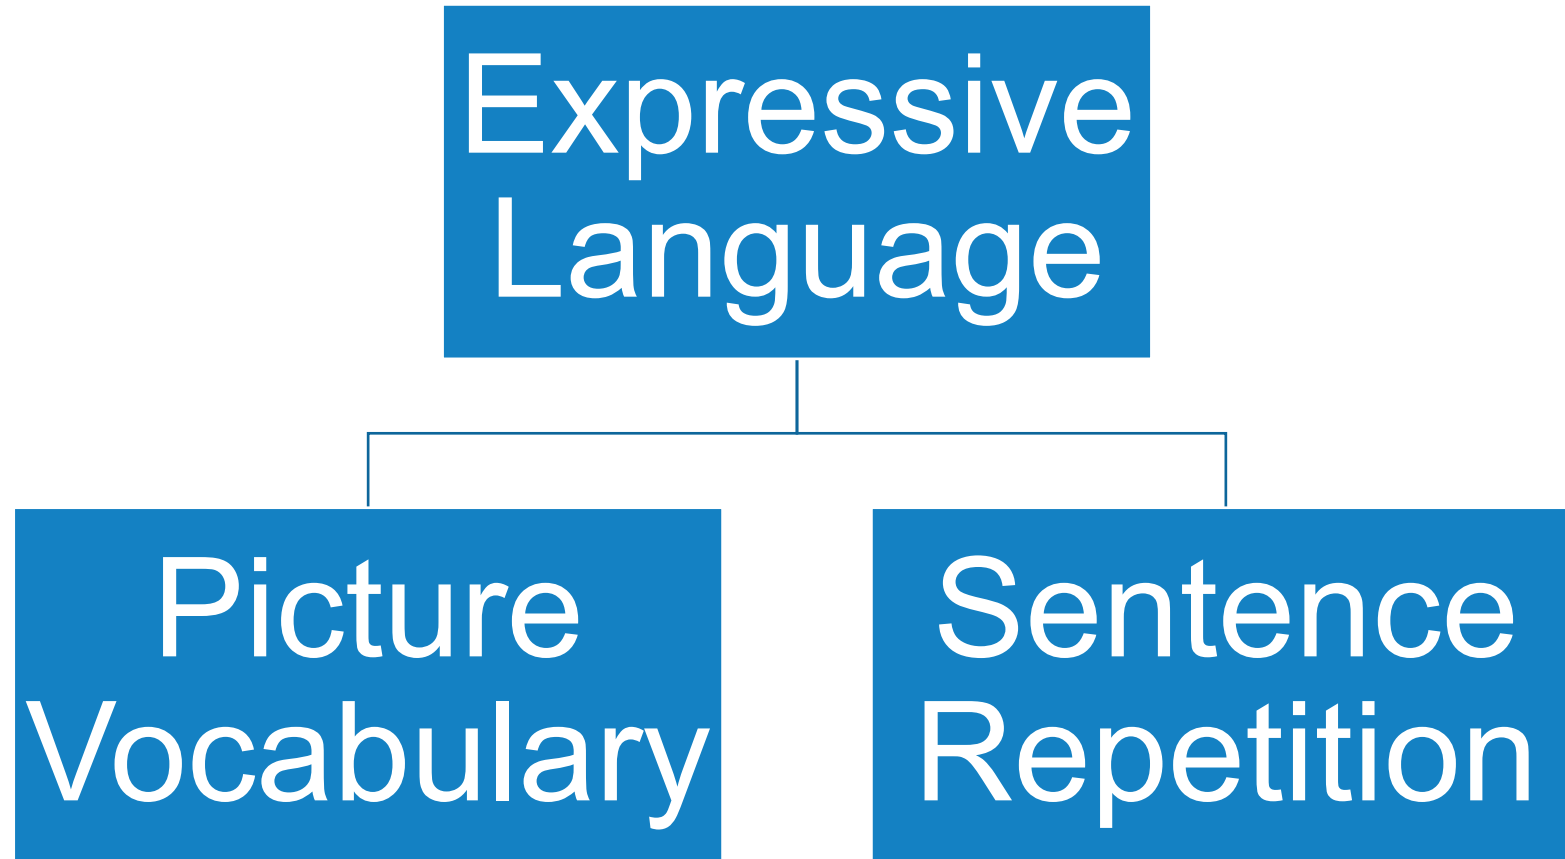 Expressive
Language
Picture
Vocabulary
Sentence
Repetition